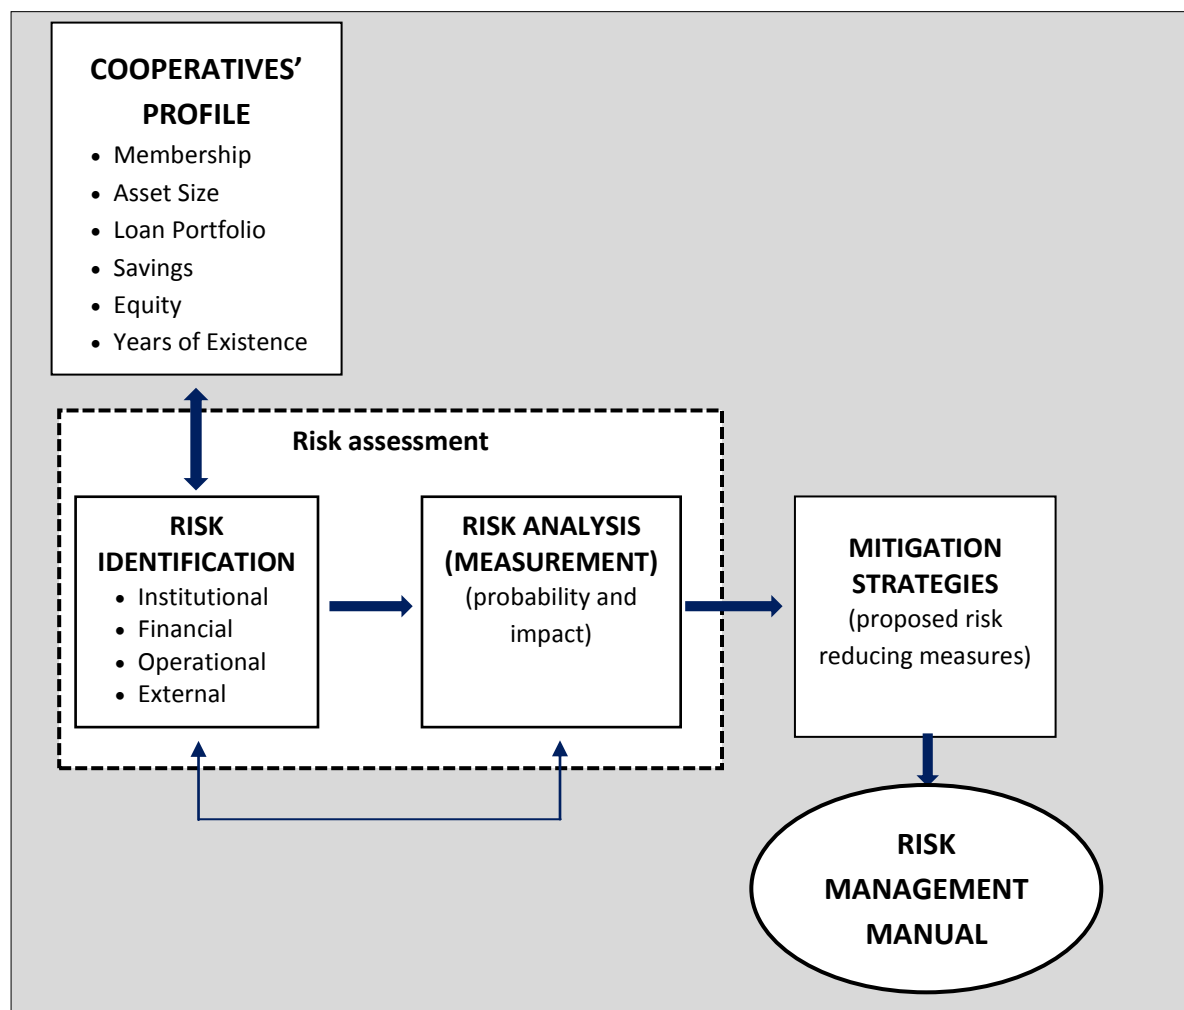 COOPERATIVES’
PROFILE
• Membership
• Asset Size
• Loan Portfolio
• Savings
• Equity
• Years of Existence
Risk assessment
RISK
IDENTIFICATION
• Institutional
• Financial
• Operational
• External
RISK ANALYSIS
(MEASUREMENT)
(probability and
impact)
MITIGATION
STRATEGIES
(proposed risk
reducing measures)
RISK
MANAGEMENT
MANUAL